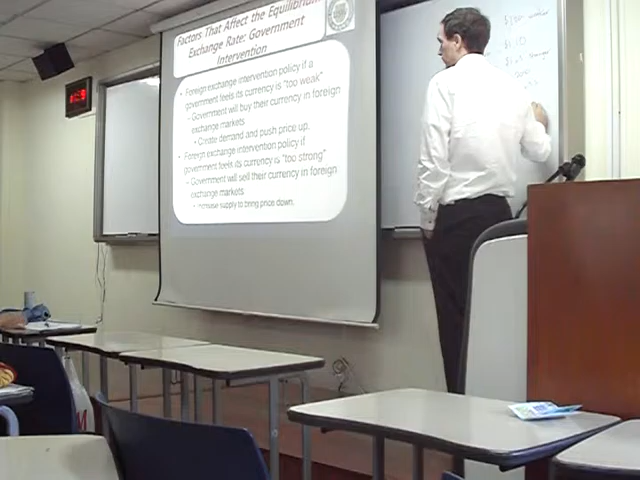 Factors That Affect the Equilibrium
Exchange Rate: Government
Intervention
• Foreign exchange intervention policy if a
government feels its currency is "too weak"
– Government will buy their currency in foreign
exchange markets
• Create demand and push price up.
• Foreign exchange intervention policy if
government feels its currency is "too strong"
– Government will sell their currency in foreign
exchange markets
• Increase supply to bring price down.